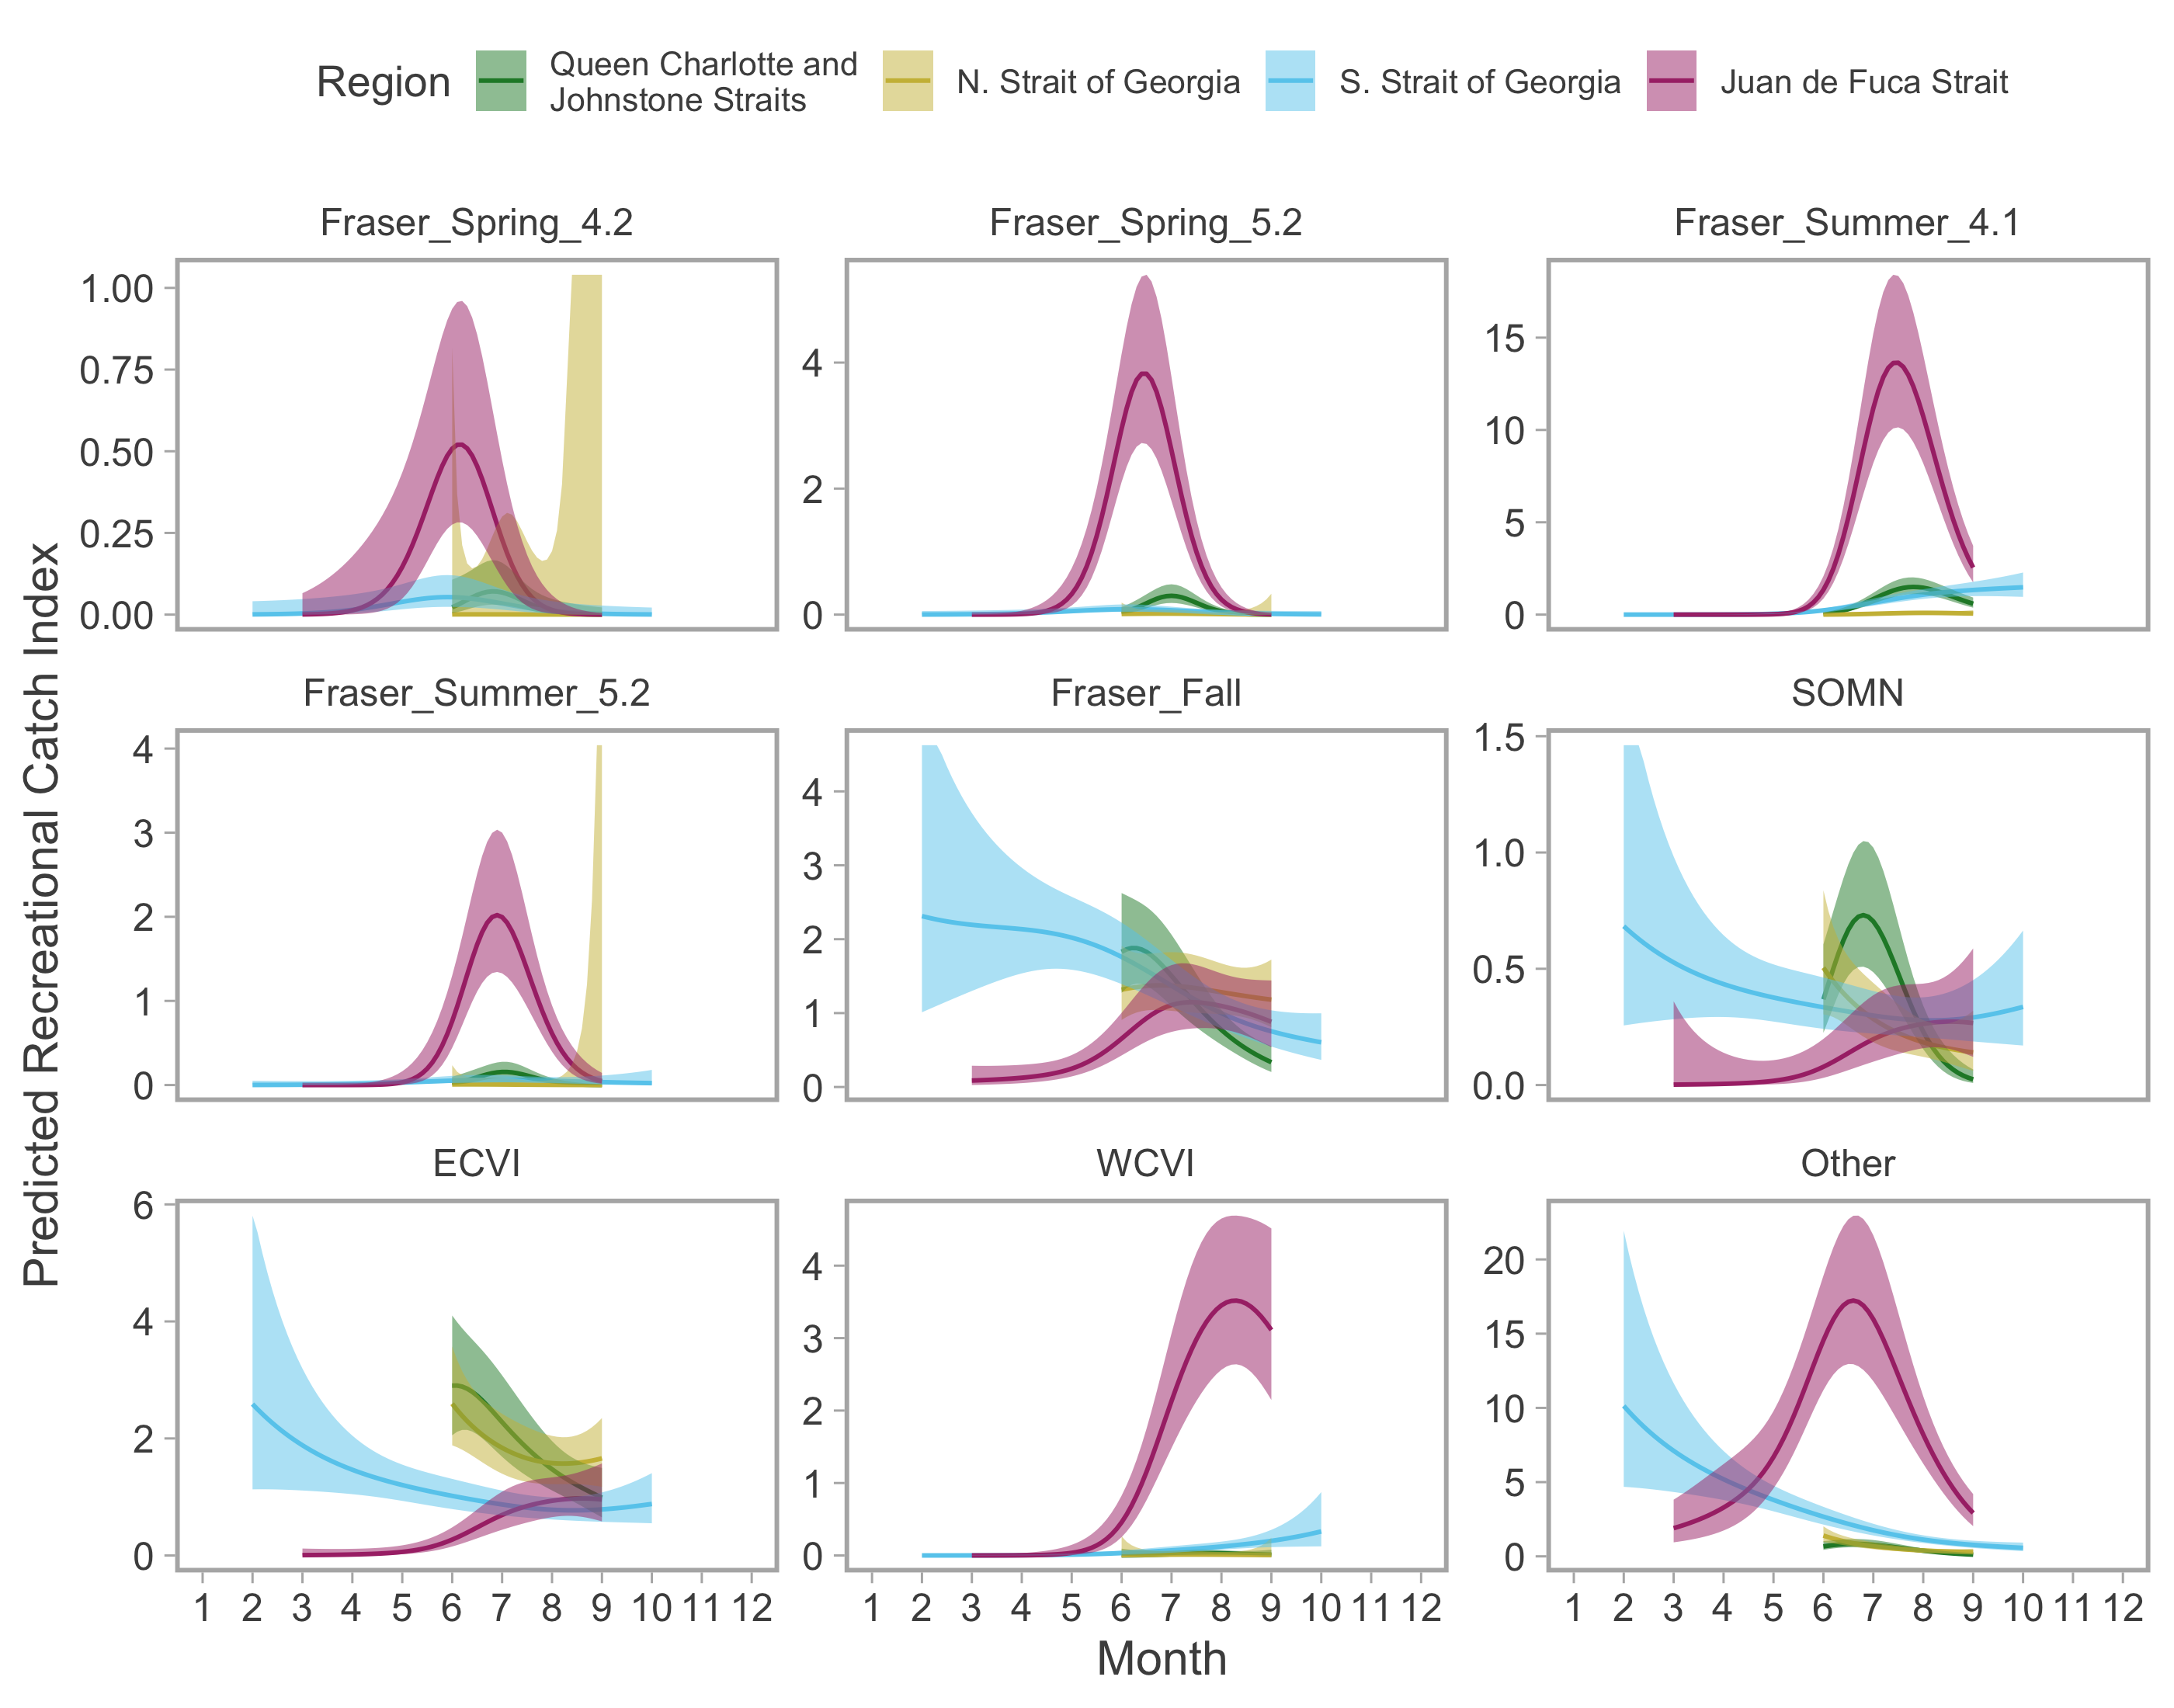 Region
Queen Charlotte and
Johnstone Straits
N. Strait of Georgia
S. Strait of Georgia
Juan de Fuca Strait
Fraser_Spring_4.2
Fraser_Spring_5.2
Fraser_Summer_4.1
1.00
0.75
0.50
0.25
0.00
4
2
0
15
10
5
0
Fraser_Summer_5.2
Fraser_Fall
SOMN
4
3
2
1
0
4
3
2
1
0
1.5
1.0
0.5
0.0
ECVI
WCVI
Other
6
4
2
0
4
3
2
1
0
20
15
10
5
0
1 2 3 4 5 6 7 8 9 10 11 12
1 2 3 4 5 6 7 8 9 10 11 12
1 2 3 4 5 6 7 8 9 10 11 12
Month
Predicted Recreational Catch Index